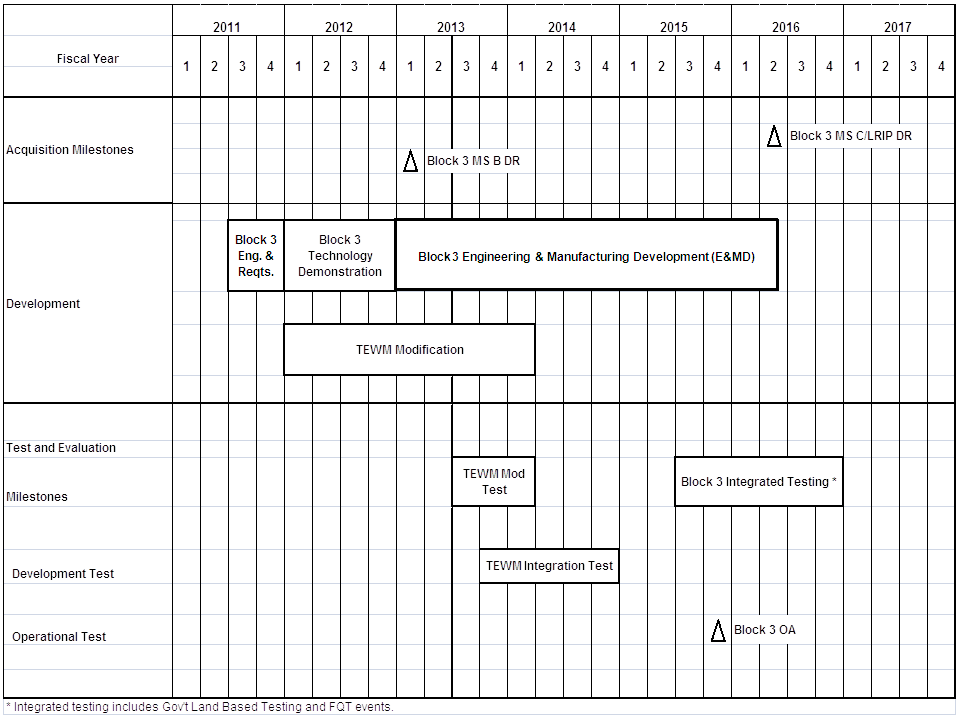 2011 2012 2013 2014 2015 2016 2017
Fiscal Year
1 2 3 4 1 2 3 4 1 2 3 4 1 2 3 4 1 2 3 4 1 2 3 4 1 2 3 4
Acquisition Milestones
Block 3 MS C/LRIP DR
Block 3 MS B DR
Development
Block 3
Eng. &
Reqts.
Block 3
Technology
Demonstration
Block 3 Engineering & Manufacturing Development (E&MD)
TEWM Modification
Test and Evaluation
Milestones
TEWM Mod
Test
Block 3 Integrated Testing *
Development Test
TEWM Integration Test
Operational Test
Block 3 OA
* Integrated testing includes Gov't Land Based Testing and FQT events.